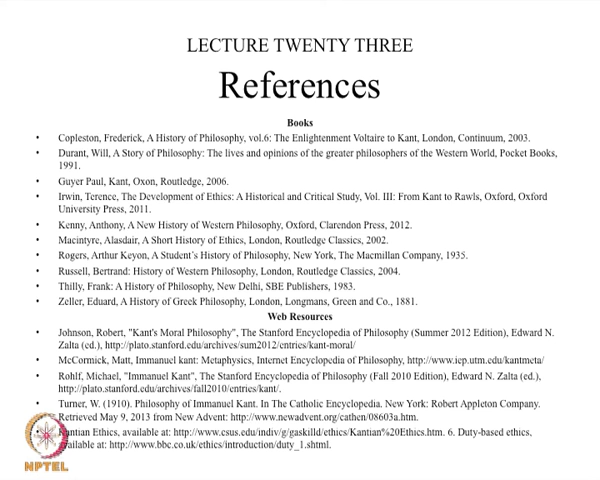 LECTURE TWENTY THREE
References
Books
• Copleston, Frederick, A History of Philosophy, vol.6: The Enlightenment Voltaire to Kant, London, Continuum, 2003.
• Durant, Will, A Story of Philosophy: The lives and opinions of the greater philosophers of the Western World, Pocket Books,
1991.
• Guyer Paul, Kant, Oxon, Routledge, 2006.
• Irwin, Terence, The Development of Ethics: A Historical and Critical Study, Vol. III: From Kant to Rawls, Oxford, Oxford
University Press, 2011.
• Kenny, Anthony, A New History of Western Philosophy, Oxford, Clarendon Press, 2012.
• Macintyre, Alasdair, A Short History of Ethics, London, Routledge Classics, 2002.
• Rogers, Arthur Keyon, A Student's History of Philosophy, New York, The Macmillan Company, 1935.
• Russell, Bertrand: History of Western Philosophy, London, Routledge Classics, 2004.
• Thilly, Frank: A History of Philosophy, New Delhi, SBE Publishers, 1983.
• Zeller, Eduard, A History of Greek Philosophy, London, Longmans, Green and Co., 1881.
Web Resources
• Johnson, Robert, "Kant's Moral Philosophy", The Stanford Encyclopedia of Philosophy (Summer 2012 Edition), Edward N.
Zalta (ed.), http://plato.stanford.edu/archives/sum2012/entries/kant-moral/
• McCormick, Matt, Immanuel kant: Metaphysics, Internet Encyclopedia of Philosophy, http://www.iep.utm.edu/kantmeta/
• Rohlf, Michael, "Immanuel Kant", The Stanford Encyclopedia of Philosophy (Fall 2010 Edition), Edward N. Zalta (ed.),
http://plato.stanford.edu/archives/fall2010/entries/kant/.
• Turner, W. (1910). Philosophy of Immanuel Kant. In The Catholic Encyclopedia. New York: Robert Appleton Company.
Retrieved May 9, 2013 from New Advent: http://www.newadvent.org/cathen/08603a.htm.
Kantian Ethics, available at: http://www.csus.edu/indiv/g/gaskilld/ethics/Kantian%20Ethics.htm. 6. Duty-based ethics,
available at: http://www.bbc.co.uk/ethics/introduction/duty_1.shtml.
NPTEL